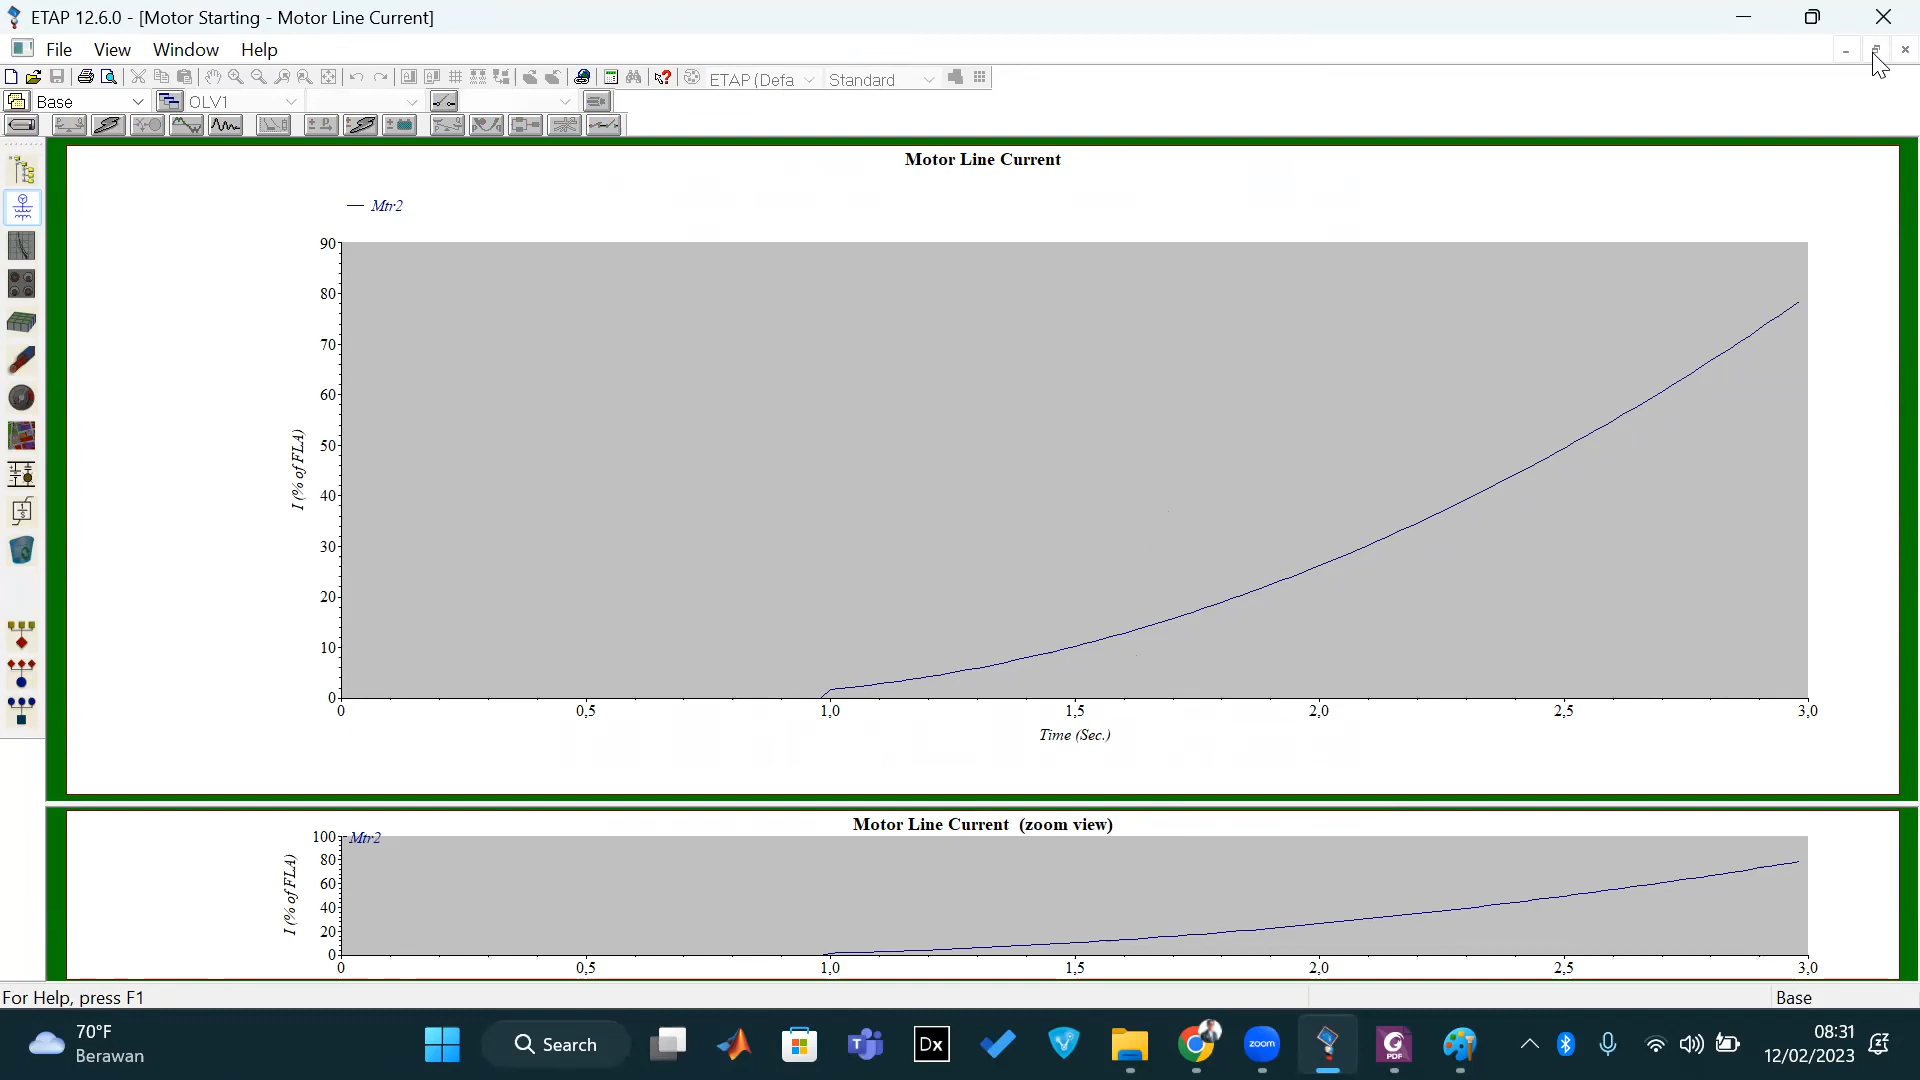 ETAP 12.6.0 - [Motor Starting - Motor Line Current]
File View Window Help
ETAP (Defa Standard
Base OLV1
Motor Line Current
Mtr2
90
80
70
60
50
40
30
20
10
0
I (% of FLA)
0 0,5 1,0 1,5 2,0 2,5 3,0
Time (Sec.)
Motor Line Current (zoom view)
Mtr2
100
80
60
40
20
0
I (% of FLA)
0 0,5 1,0 1,5 2,0 2,5 3,0
For Help, press F1 Base
70°F
Berawan
Search
Dx
zoom
PDF
08:31
12/02/2023